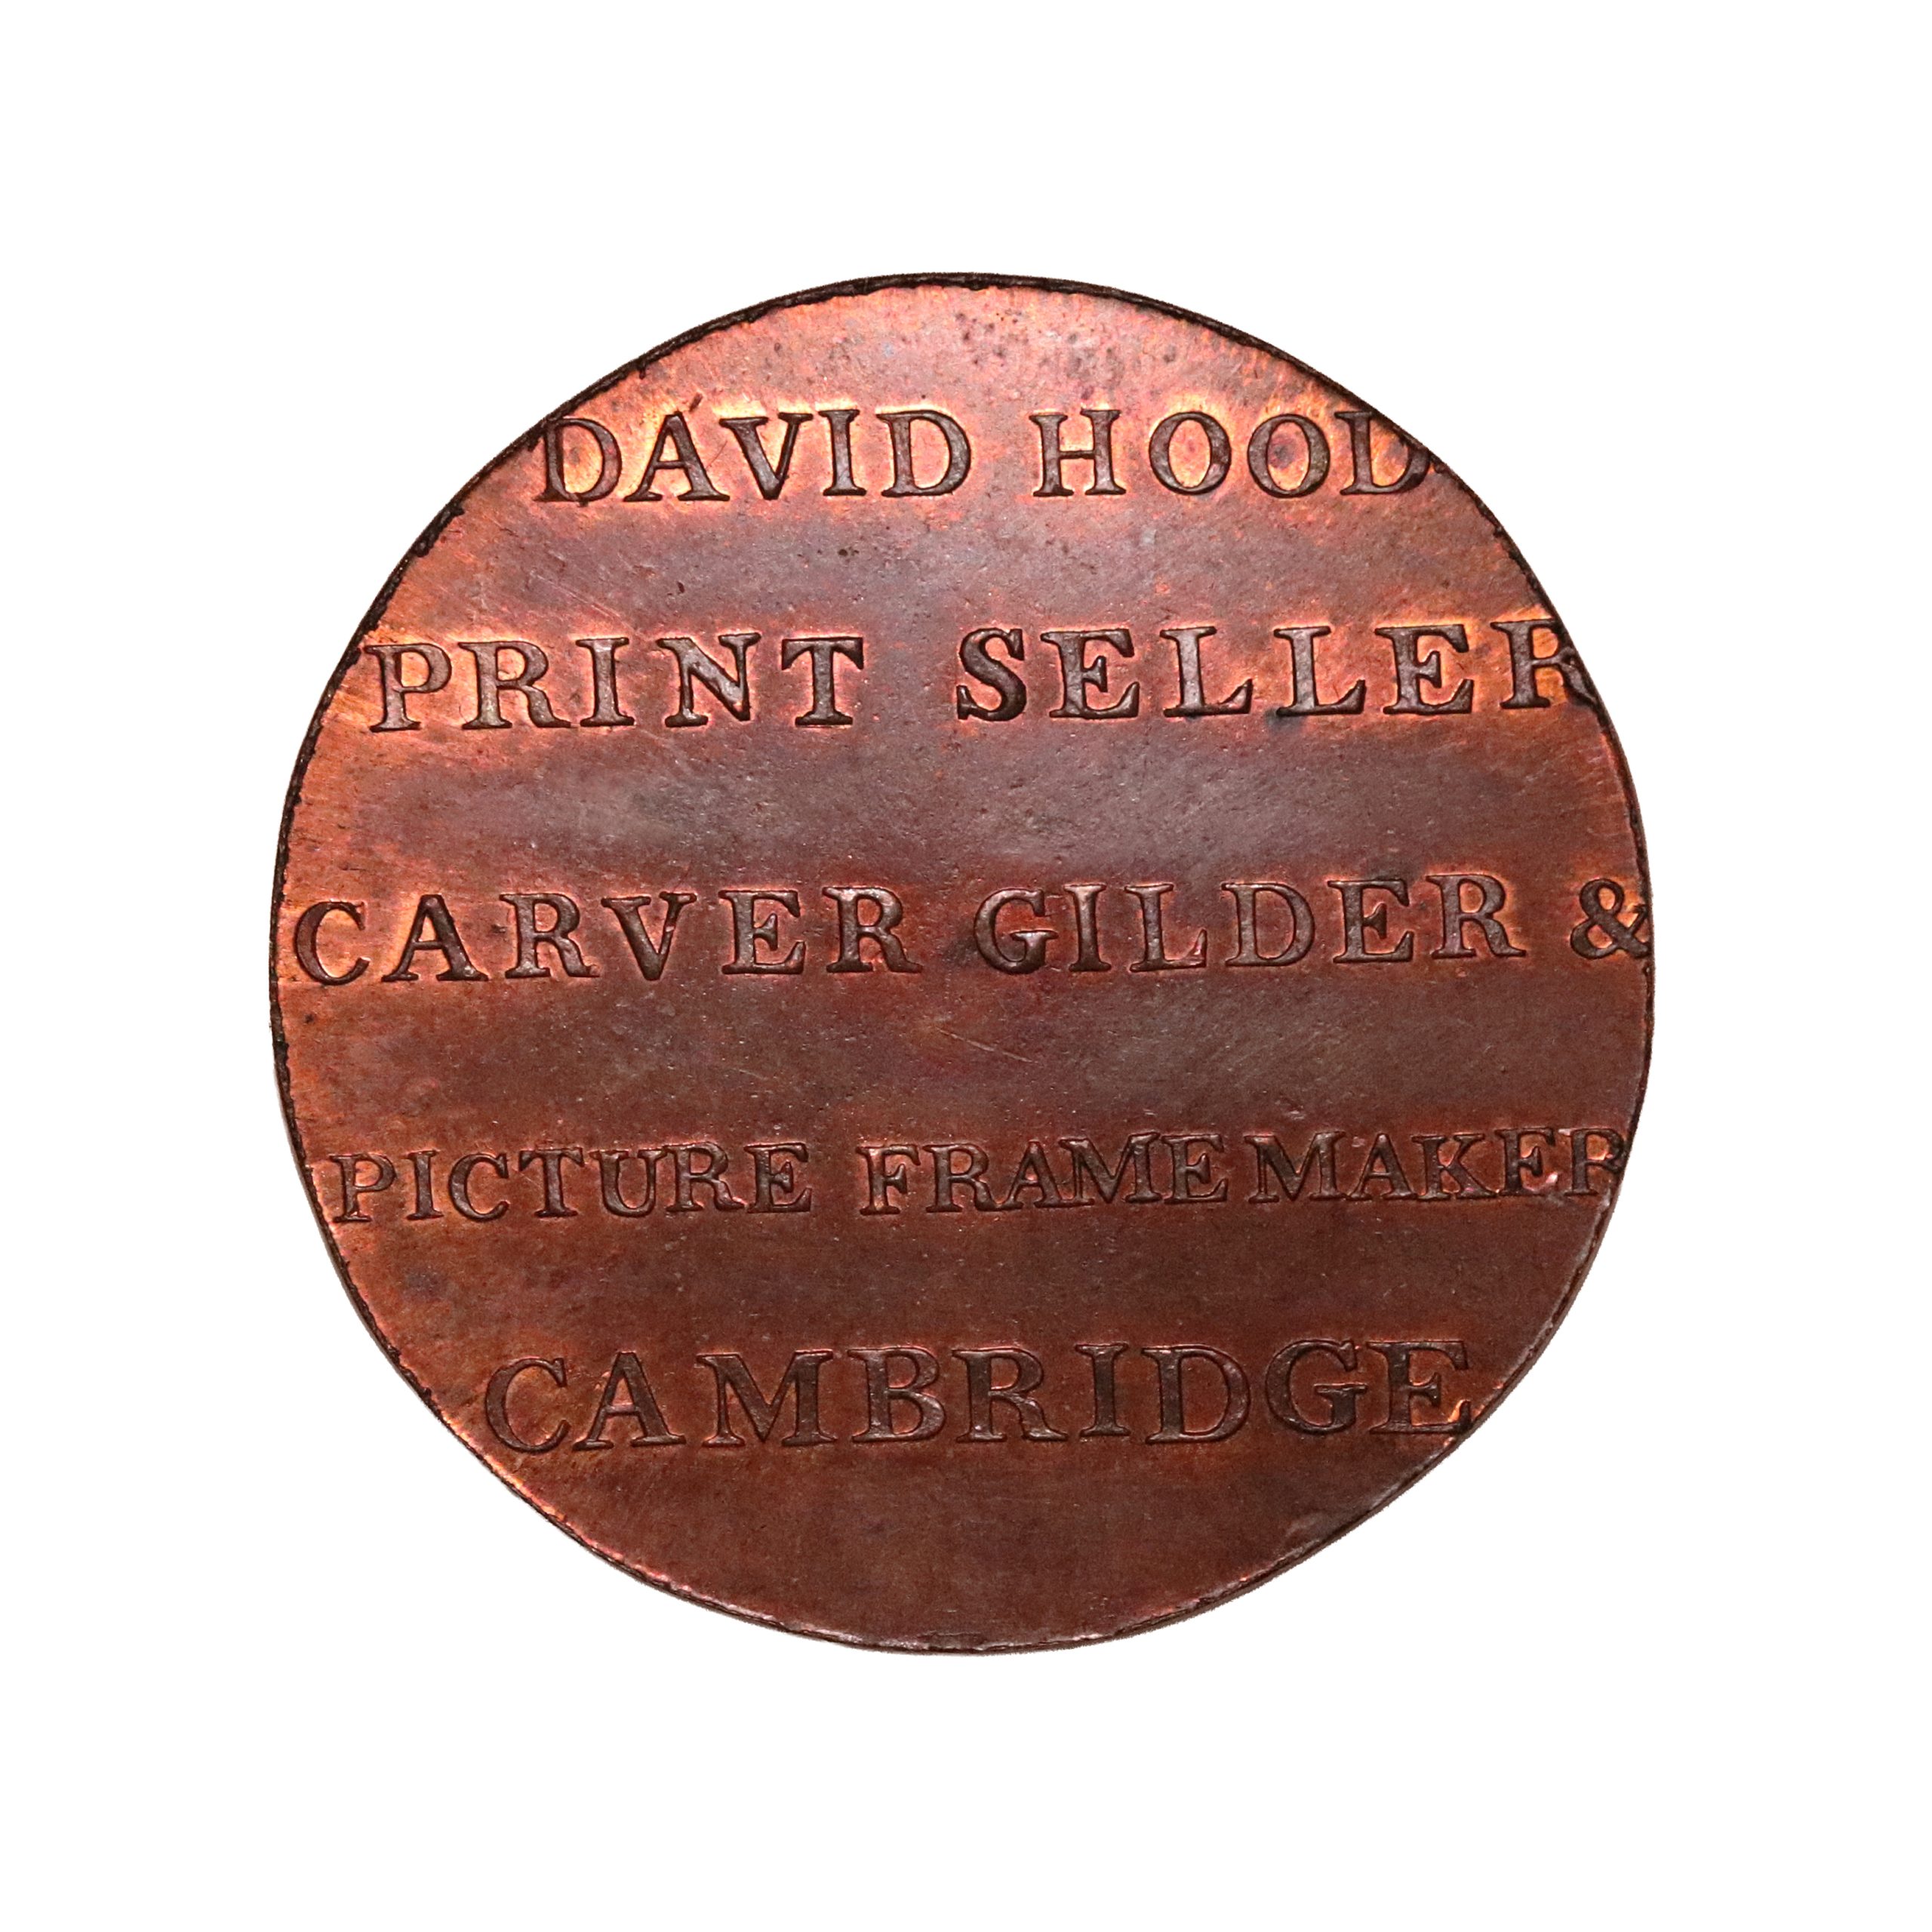 DAVID HOOD
PRINT SELLER
CARVER GILDER &
PICTURE FRAME MAKER
CAMBRIDGE